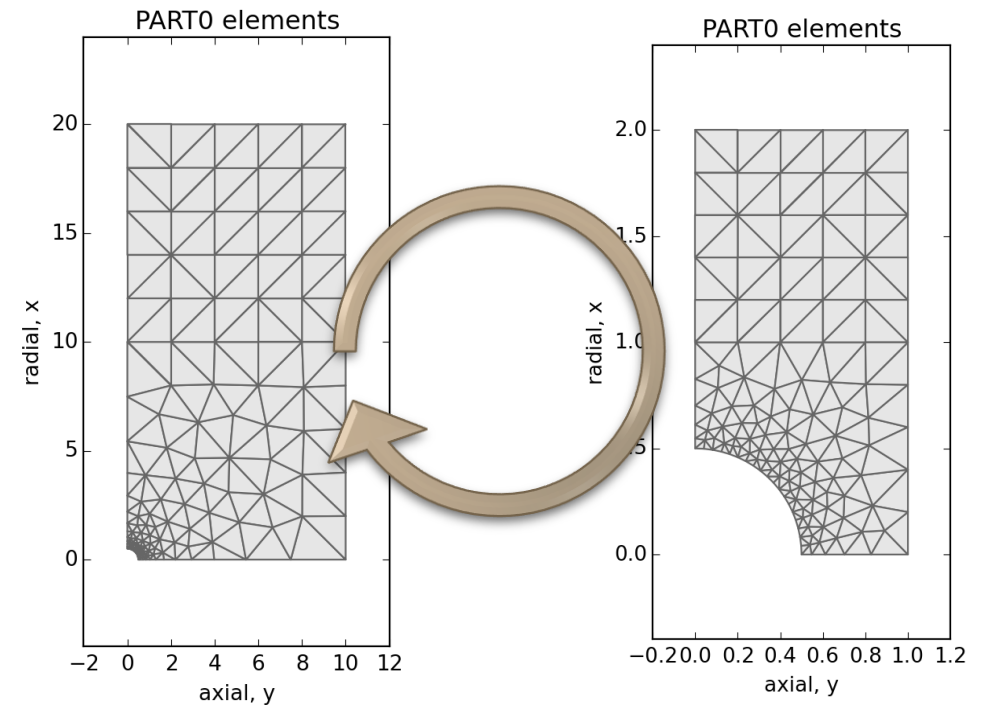 PART0 elements
20
15
10
5
0
−2 0 2 4 6 8 10 12
radial, x
axial, y
PART0 elements
2.0
1.5
1.0
.5
0.0
−0.2 0.0 0.2 0.4 0.6 0.8 1.0 1.2
radial, x
axial, y